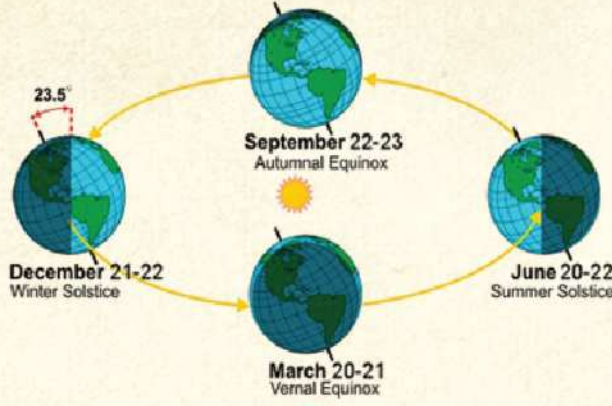 23.5°
September 22-23
Autumnal Equinox
December 21-22
Winter Solstice
June 20-22
Summer Solstice
March 20-21
Vernal Equinox